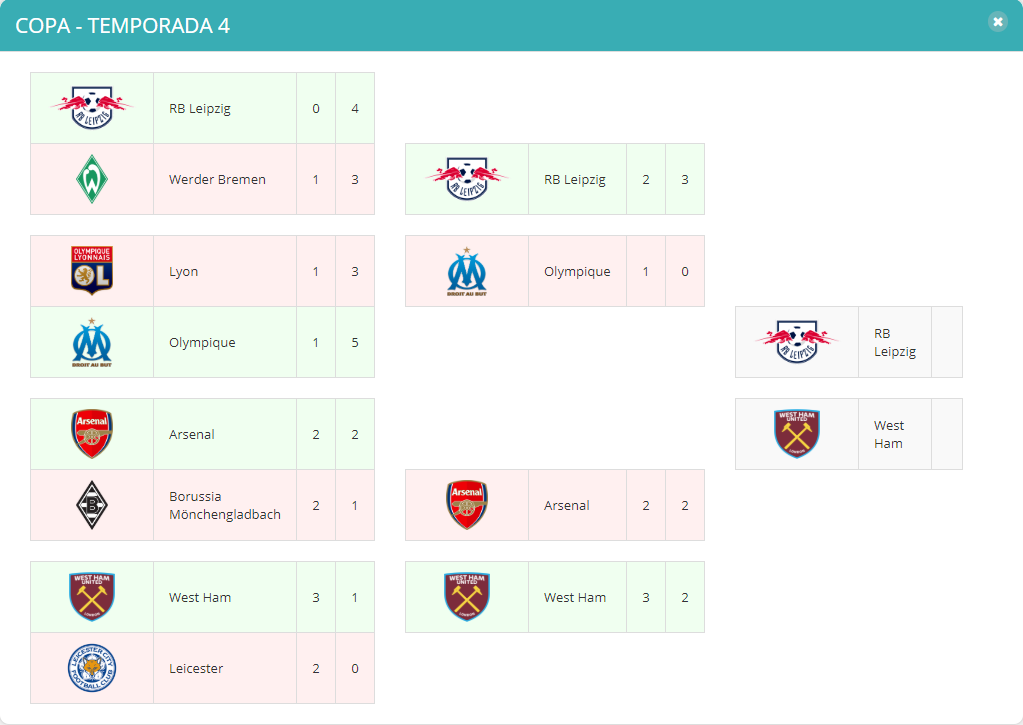 COPA - TEMPORADA 4
RB LEIPZIG
RB Leipzig 0 4
Werder Bremen 1 3
RB LEIPZIG
RB Leipzig 2 3
OLYMPIQUE
LYONNAIS
OL
Lyon 1 3
DROIT AU BUT
Olympique 1 0
DROIT AU BUT
Olympique 1 5
RB LEIPZIG
RB
Leipzig
Arsenal
Arsenal 2 2
WEST HAM
UNITED
LONDON
West
Ham
B
Borussia
Mönchengladbach 2 1
Arsenal
Arsenal 2 2
WEST HAM
UNITED
LONDON
West Ham 3 1
WEST HAM
UNITED
LONDON
West Ham 3 2
LEICESTER CITY
FOOTBALL CLUB
Leicester 2 0